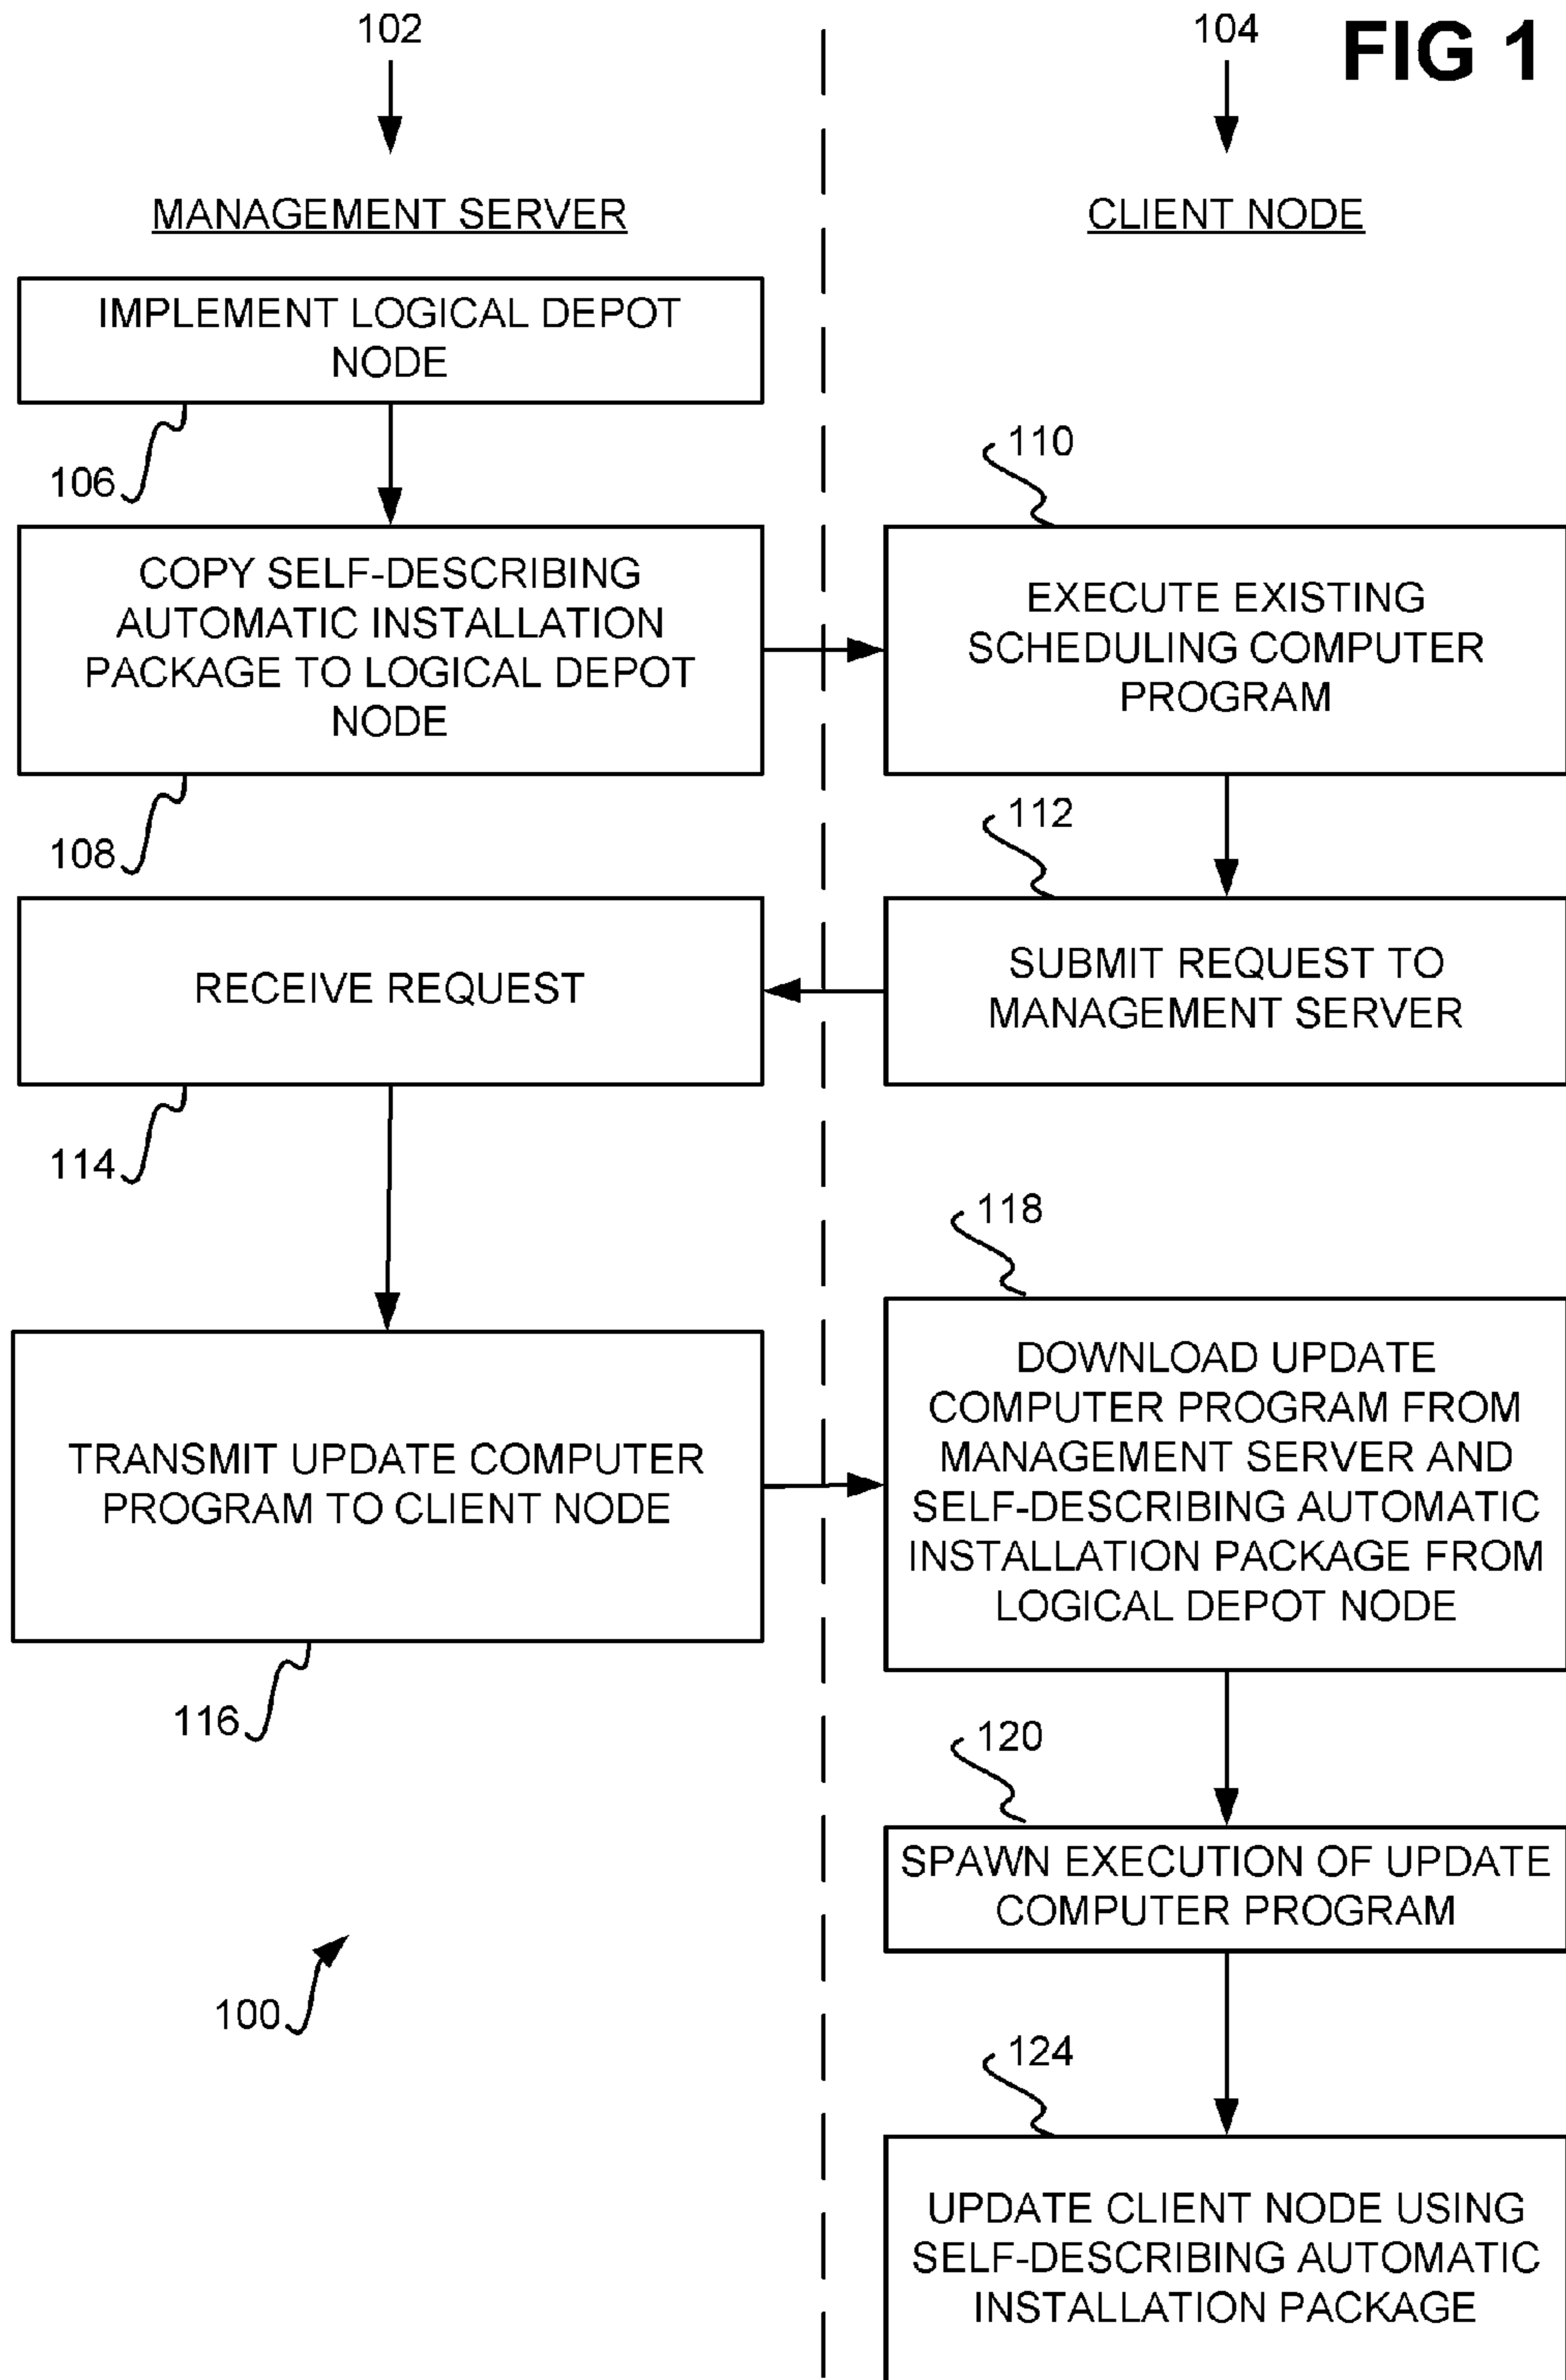 102
104
FIG 1
MANAGEMENT SERVER
CLIENT NODE
IMPLEMENT LOGICAL DEPOT
NODE
106
110
COPY SELF-DESCRIBING
AUTOMATIC INSTALLATION
PACKAGE TO LOGICAL DEPOT
NODE
EXECUTE EXISTING
SCHEDULING COMPUTER
PROGRAM
108
112
RECEIVE REQUEST
SUBMIT REQUEST TO
MANAGEMENT SERVER
114
118
TRANSMIT UPDATE COMPUTER
PROGRAM TO CLIENT NODE
DOWNLOAD UPDATE
COMPUTER PROGRAM FROM
MANAGEMENT SERVER AND
SELF-DESCRIBING AUTOMATIC
INSTALLATION PACKAGE FROM
LOGICAL DEPOT NODE
116
120
SPAWN EXECUTION OF UPDATE
COMPUTER PROGRAM
100
124
UPDATE CLIENT NODE USING
SELF-DESCRIBING AUTOMATIC
INSTALLATION PACKAGE